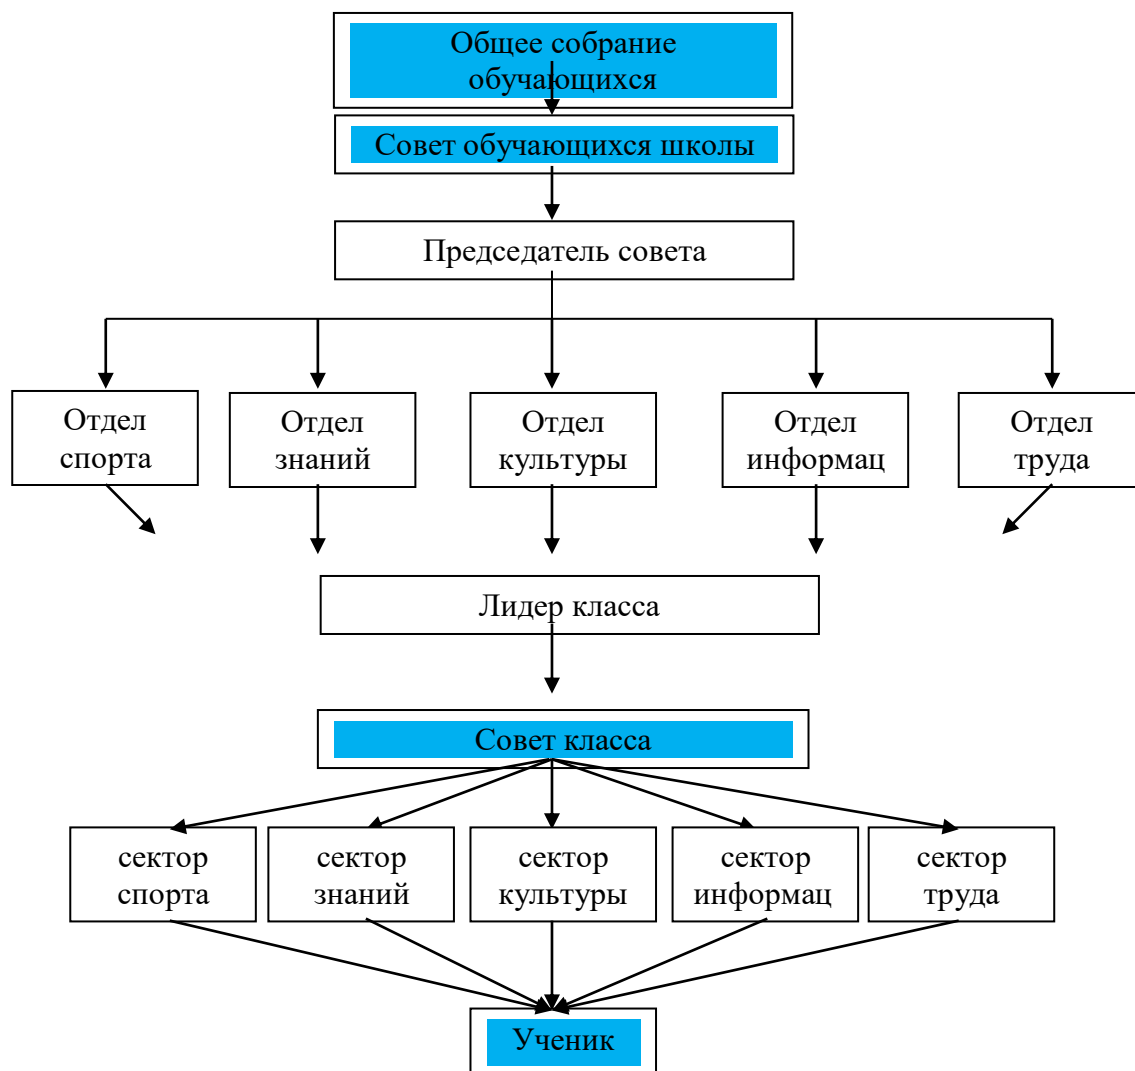 Общее собрание
обучающихся
Совет обучающихся школы
Председатель совета
Отдел
спорта
Отдел
знаний
Отдел
культуры
Отдел
информац
Отдел
труда
Лидер класса
Совет класса
сектор
спорта
сектор
знаний
сектор
культуры
сектор
информац
сектор
труда
Ученик